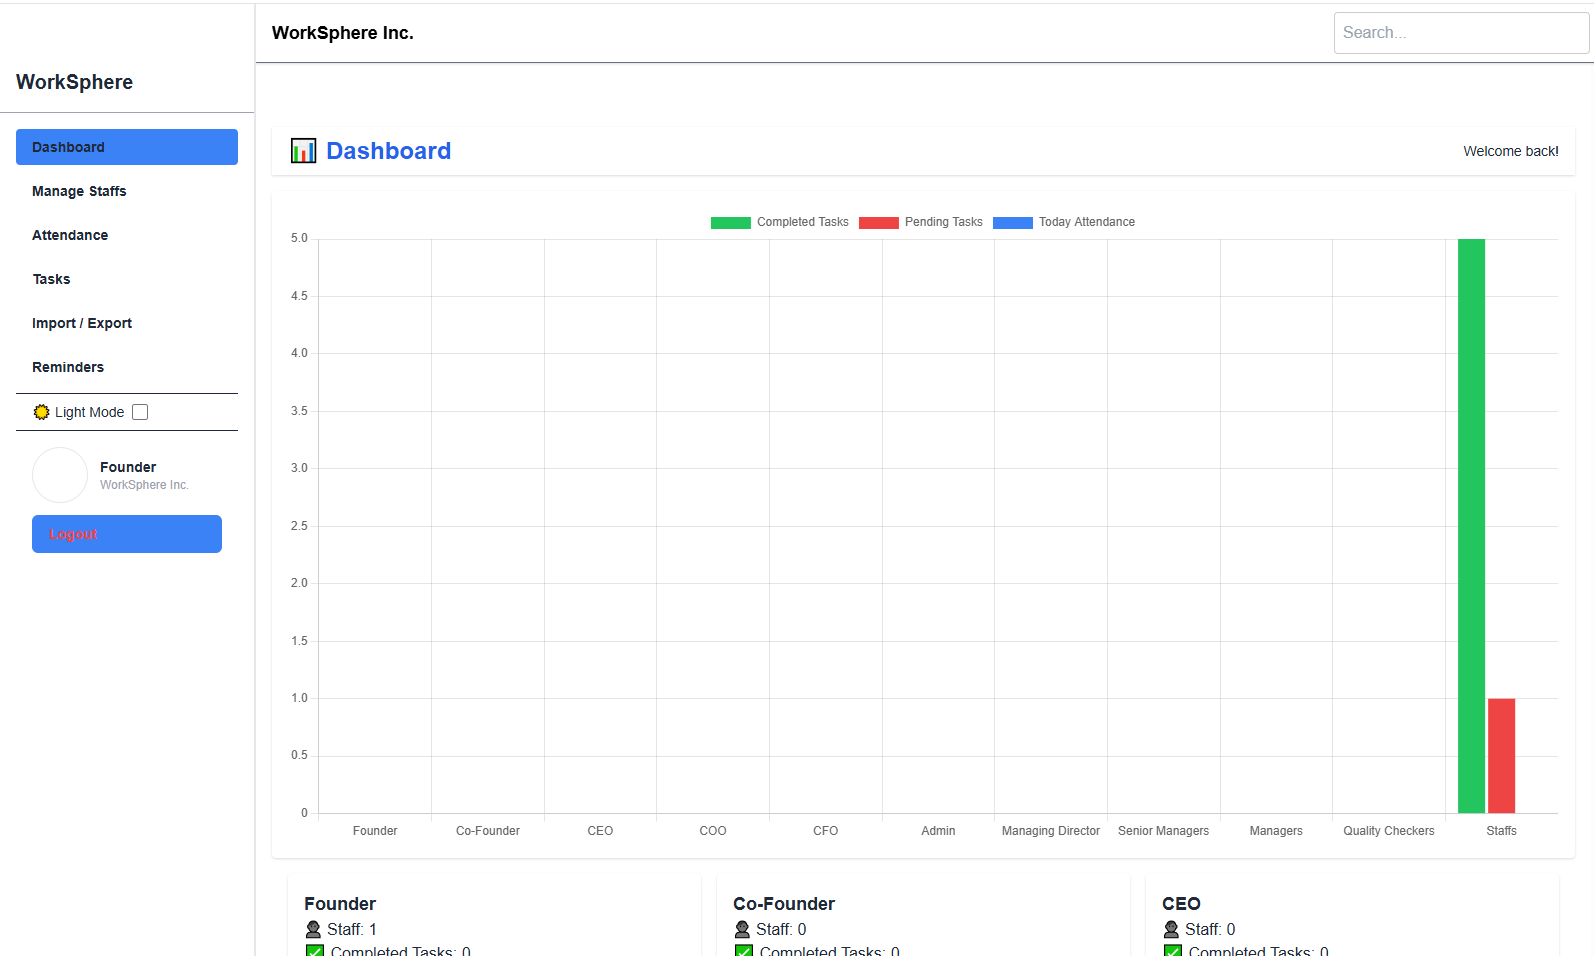 WorkSphere Inc.
Search...
WorkSphere
Dashboard
Manage Staffs
Attendance
Tasks
Import / Export
Reminders
Light Mode
Founder
WorkSphere Inc.
Logout
Dashboard
Welcome back!
Completed Tasks Pending Tasks Today Attendance
5.0
4.5
4.0
3.5
3.0
2.5
2.0
1.5
1.0
0.5
0
Founder Co-Founder CEO COO CFO Admin Managing Director Senior Managers Managers Quality Checkers Staffs
Founder
Staff: 1
Completed Tasks: 0
Co-Founder
Staff: 0
Completed Tasks: 0
CEO
Staff: 0
Completed Tasks: 0